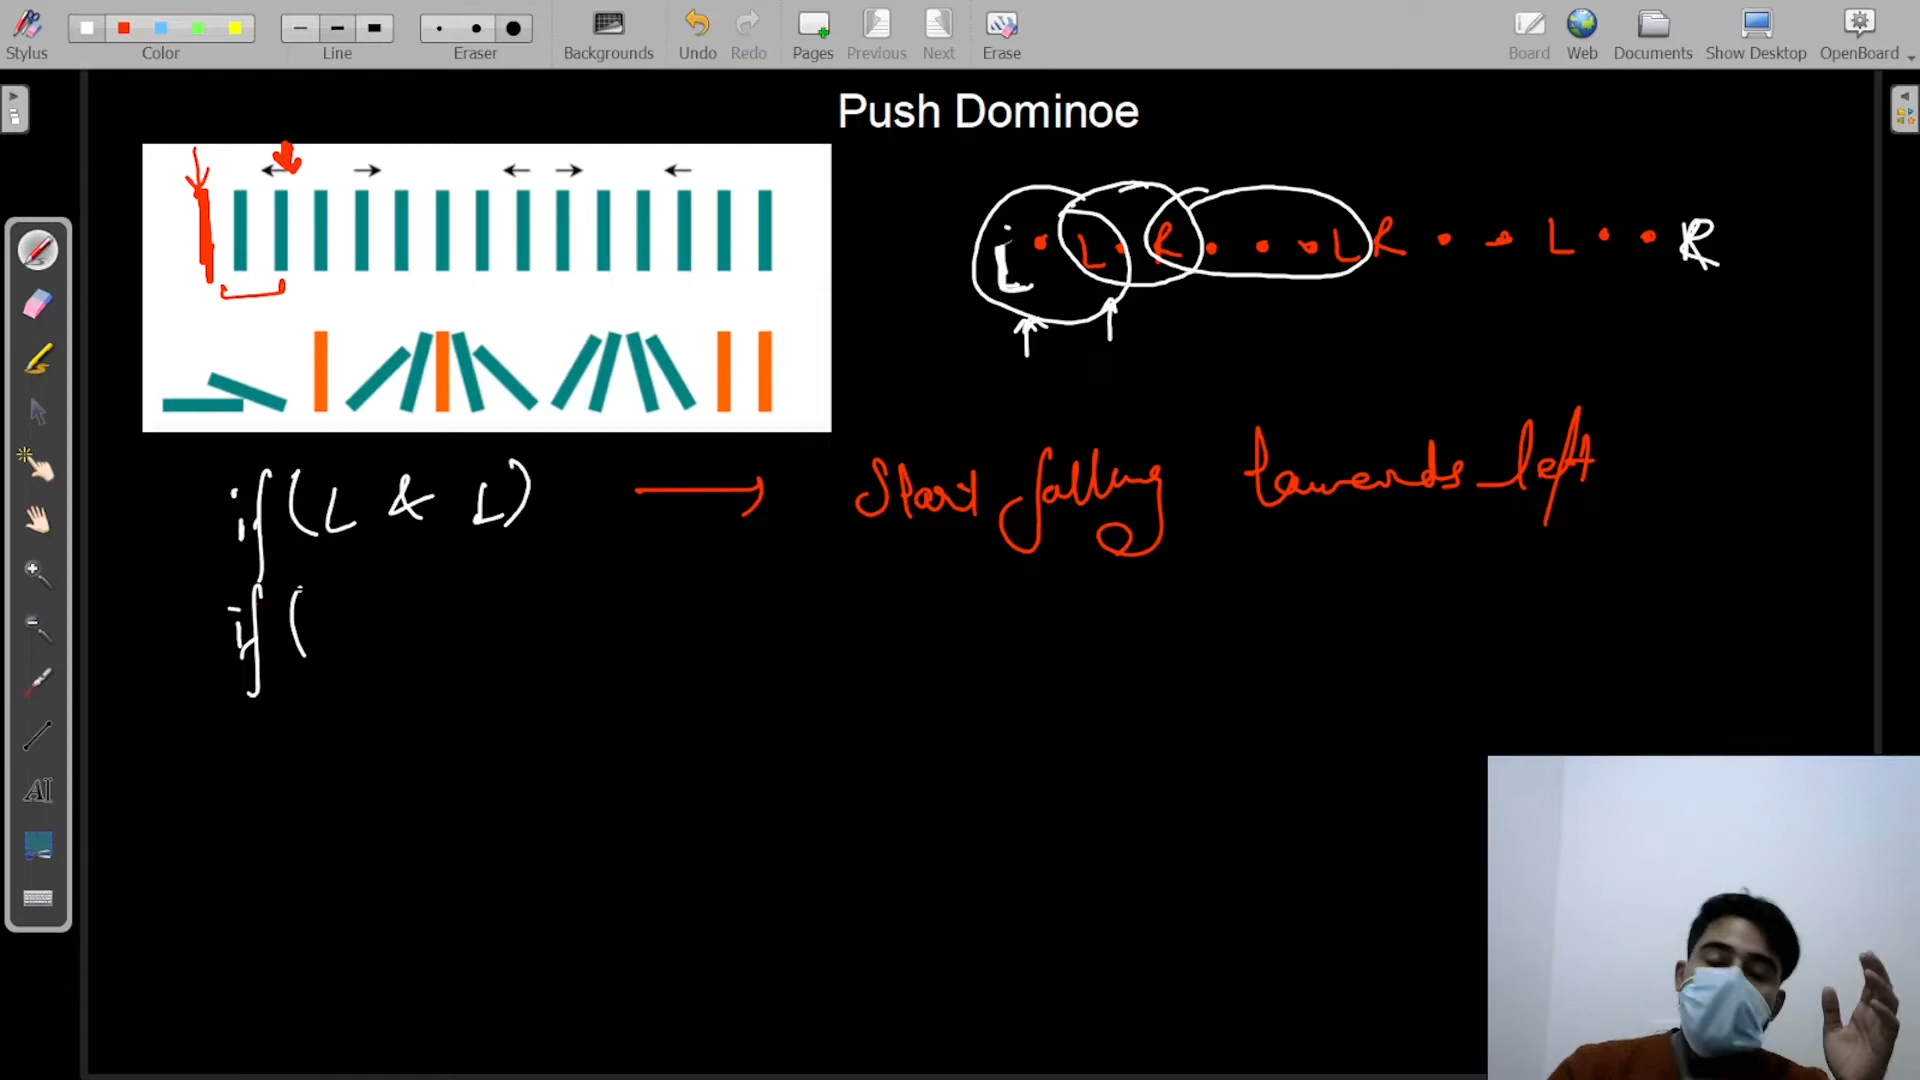 Stylus
Color
Line
Eraser
Backgrounds
Undo
Redo
Pages
Previous
Next
Erase
Board
Web
Documents
Show Desktop
OpenBoard
Push Dominoe
L . L . R . . . L R . . L . . R
if (L & L) → Start falling towards left
if (
AI